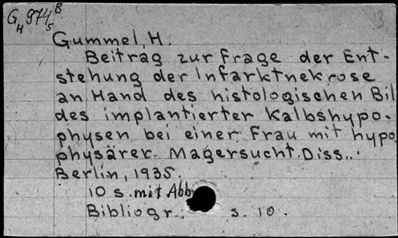 G H 974 B S
3
Gummel, H.
Beitrag zur Frage der Ent-
stehung der Infarktnekrose
an Hand des histologischen Bil
des implantierter Kalbshypo-
physen bei einer Frau mit hypo
physärer Magersucht. Diss..
Berlin, 1935.
10 s. mit Abb
Bibliogr.: s. 10.